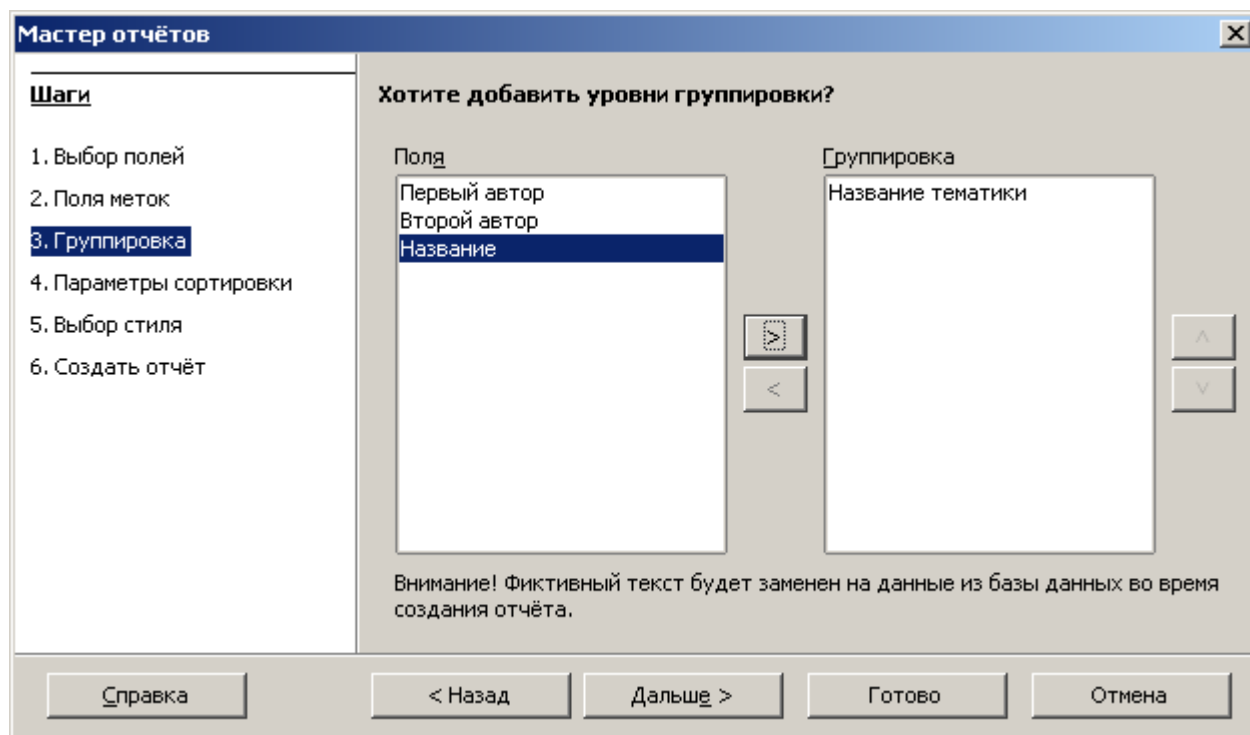 Мастер отчётов
Шаги
1. Выбор полей
2. Поля меток
3. Группировка
4. Параметры сортировки
5. Выбор стиля
6. Создать отчёт
Хотите добавить уровни группировки?
Поля
Первый автор
Второй автор
Название
>
<
Группировка
Название тематики
^
v
Внимание! Фиктивный текст будет заменен на данные из базы данных во время
создания отчёта.
Справка
< Назад
Дальше >
Готово
Отмена